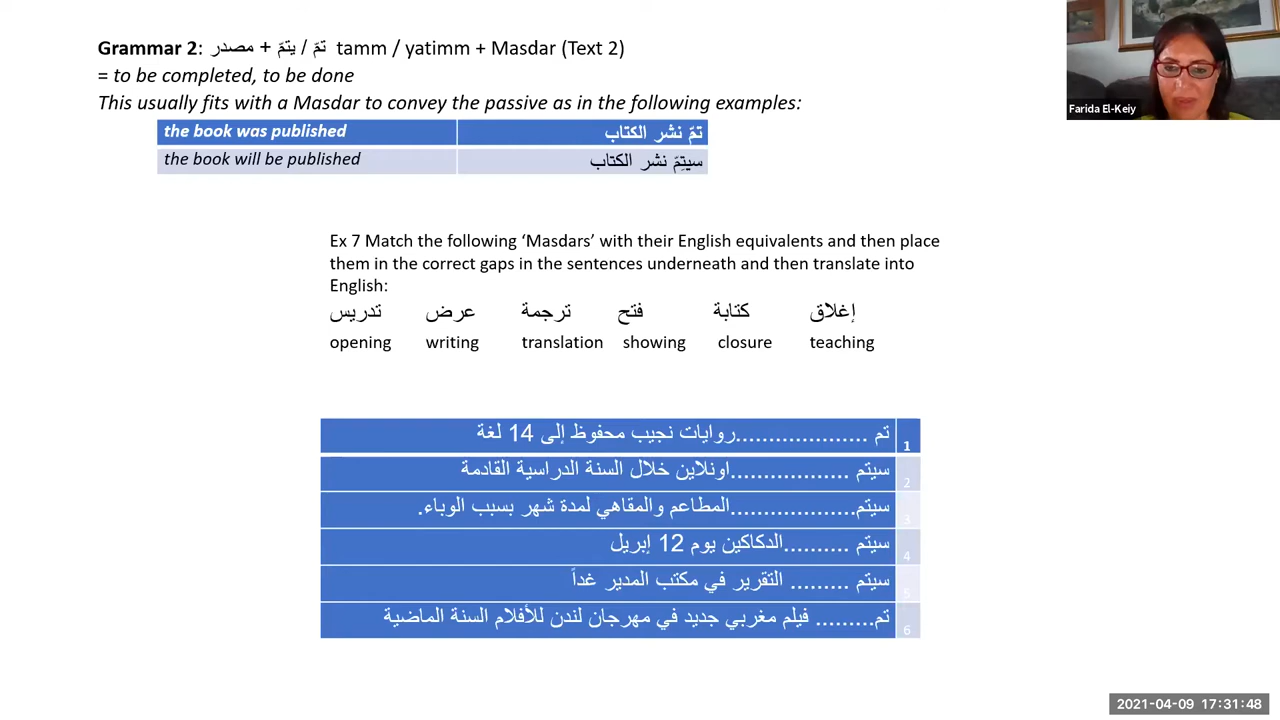 Grammar 2: تمّ / يتمّ + مصدر tamm / yatimm + Masdar (Text 2)
= to be completed, to be done
This usually fits with a Masdar to convey the passive as in the following examples:
the book was published تمّ نشر الكتاب
the book will be published سيتِمّ نشر الكتاب
Farida El-Keiy
Ex 7 Match the following ‘Masdars’ with their English equivalents and then place
them in the correct gaps in the sentences underneath and then translate into
English:
تدريس عرض ترجمة فتح كتابة إغلاق
opening writing translation showing closure teaching
1 تم ....................روايات نجيب محفوظ إلى 14 لغة
2 سيتم ..................اونلاين خلال السنة الدراسية القادمة
3 سيتم...................المطاعم والمقاهي لمدة شهر بسبب الوباء.
4 سيتم ..........الدكاكين يوم 12 إبريل
5 سيتم ......... التقرير في مكتب المدير غداً
6 تم......... فيلم مغربي جديد في مهرجان لندن للأفلام السنة الماضية
2021-04-09 17:31:48